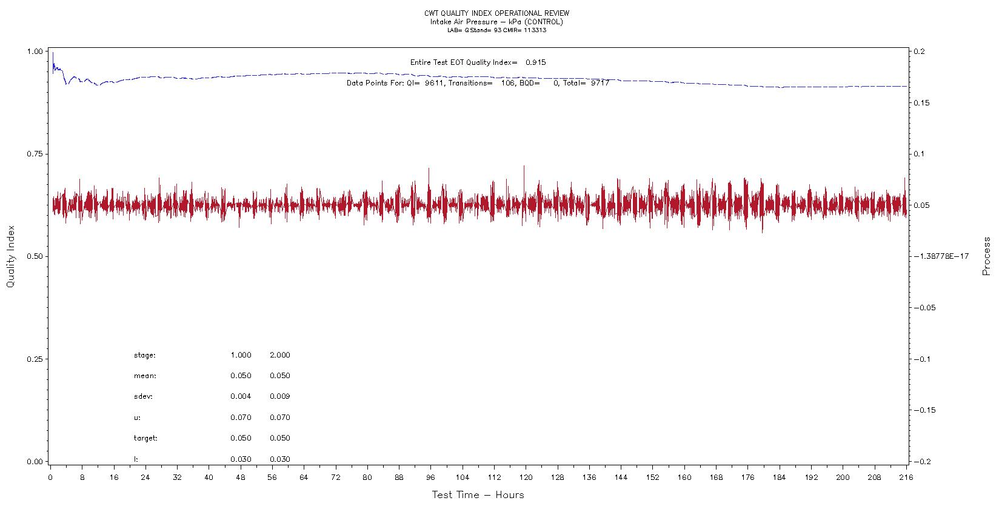 CWT QUALITY INDEX OPERATIONAL REVIEW
Intake Air Pressure - kPa (CONTROL)
LAB= G Stand= 93 CMIR= 113313
Entire Test EOT Quality Index= 0.915
Data Points For: QI= 9611, Transitions= 106, BQD= 0, Total= 9717
1.00
0.75
0.50
0.25
0.00
Quality Index
0.2
0.15
0.1
0.05
-1.38778E-17
-0.05
-0.1
-0.15
-0.2
Process
stage: 1.000 2.000
mean: 0.050 0.050
sdev: 0.004 0.009
u: 0.070 0.070
target: 0.050 0.050
l: 0.030 0.030
0 8 16 24 32 40 48 56 64 72 80 88 96 104 112 120 128 136 144 152 160 168 176 184 192 200 208 216
Test Time - Hours